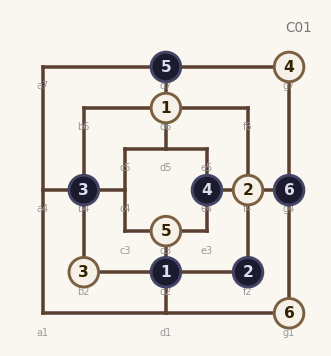 C01
5 4
a7 d7 g7
1
b6 d6 f6
c5 d5 e5
3 4 2 6
a4 b4 c4 e4 f4 g4
5
c3 d3 e3
3 1 2
b2 d2 f2
6
a1 d1 g1